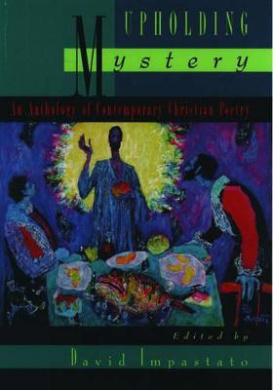 UPHOLDING
Mystery
An Anthology of Contemporary Christian Poetry
Edited by
David Impastato